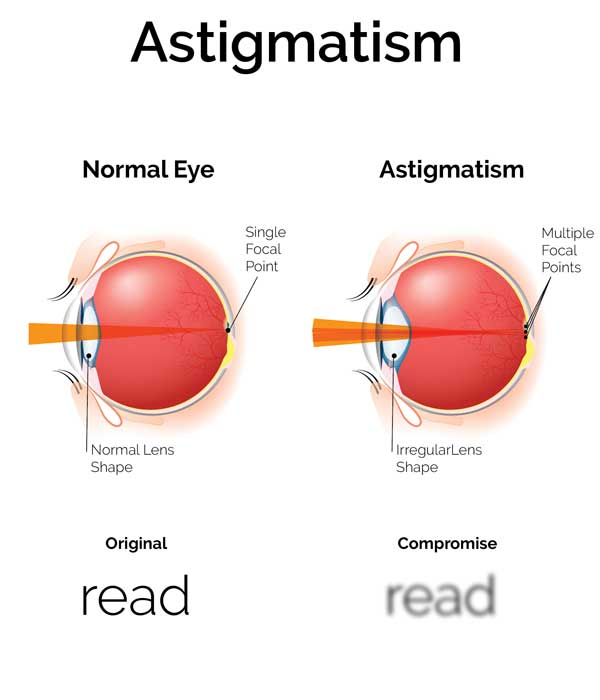 Astigmatism
Normal Eye
Astigmatism
Single
Focal
Point
Multiple
Focal
Points
Normal Lens
Shape
IrregularLens
Shape
Original
Compromise
read
read